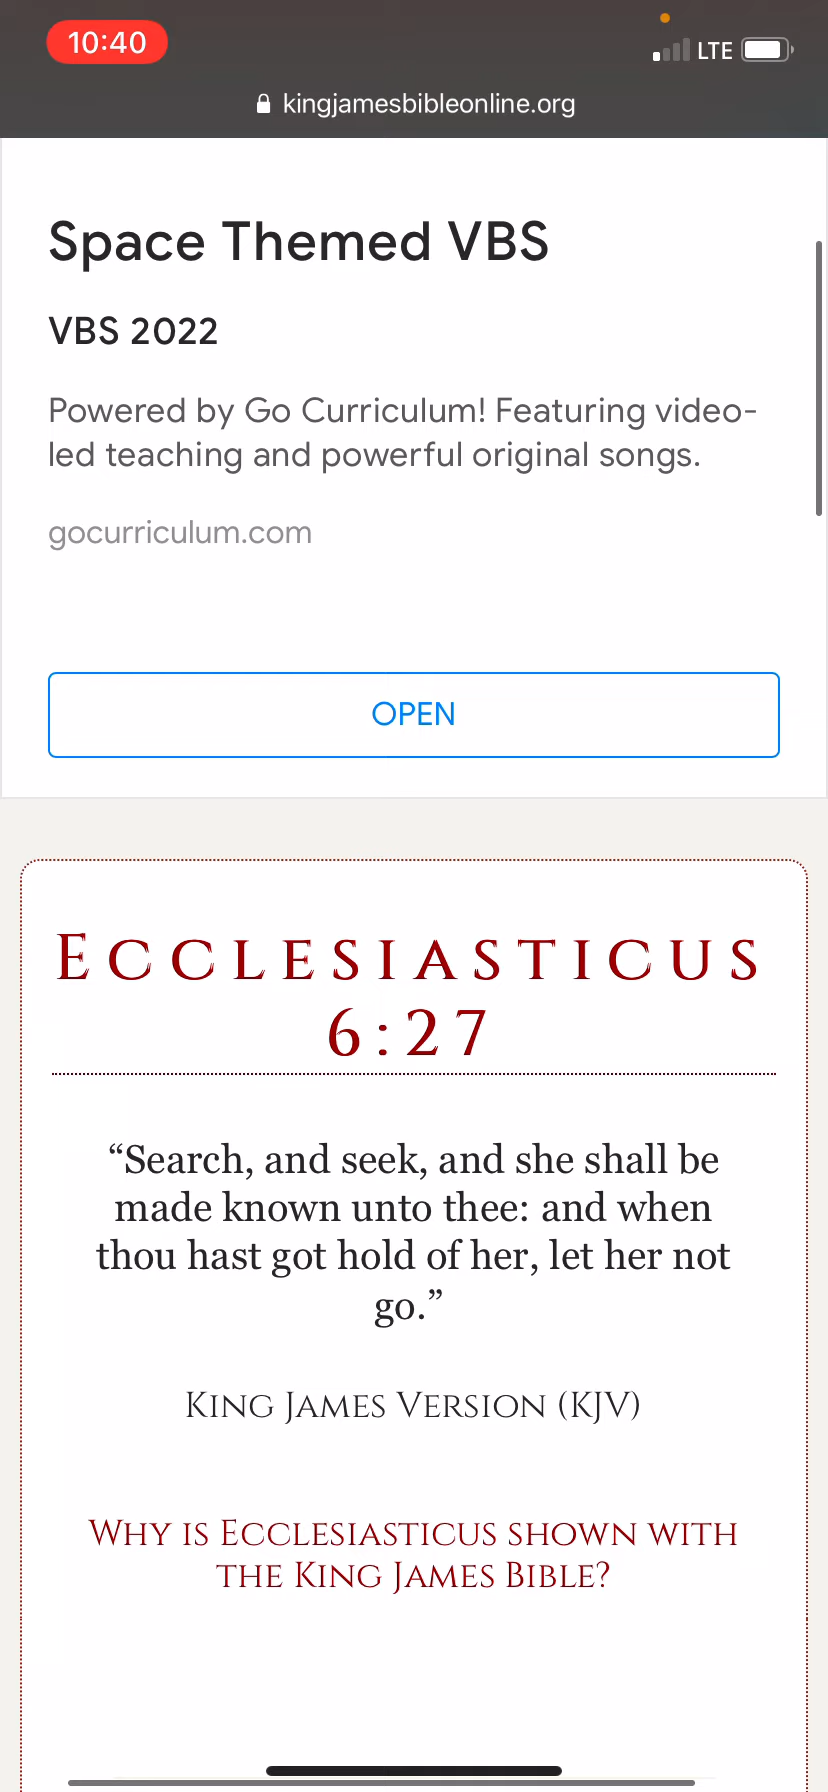 10:40
LTE
kingjamesbibleonline.org
Space Themed VBS
VBS 2022
Powered by Go Curriculum! Featuring video-
led teaching and powerful original songs.
gocurriculum.com
OPEN
Ecclesiasticus
6:27
“Search, and seek, and she shall be
made known unto thee: and when
thou hast got hold of her, let her not
go.”
King James Version (KJV)
Why is Ecclesiasticus shown with
the King James Bible?